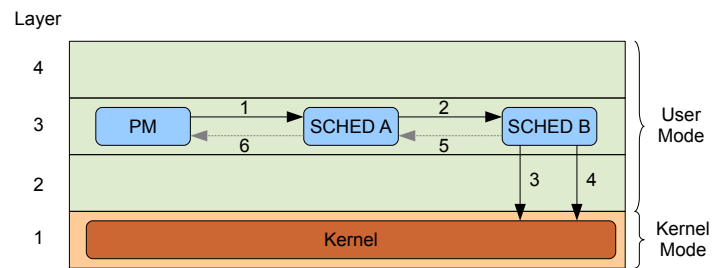 Layer
4
3
2
1
PM
1
6
SCHED A
2
5
SCHED B
3
4
Kernel
User
Mode
Kernel
Mode